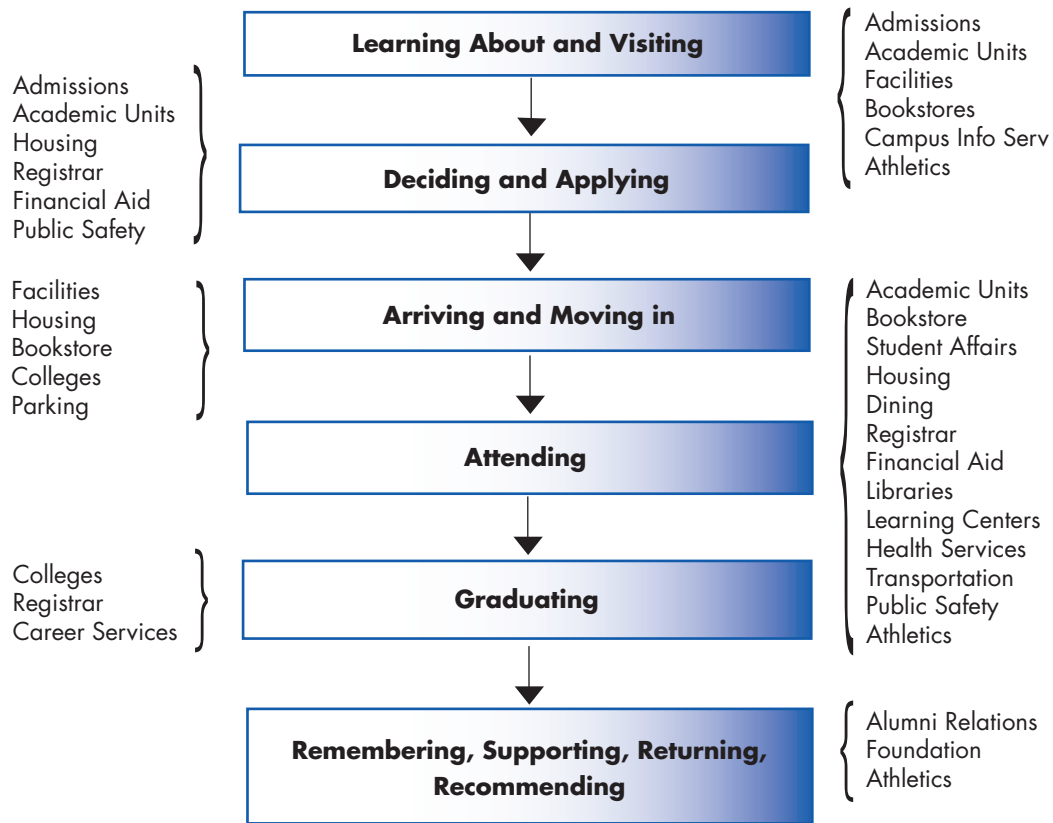 Learning About and Visiting
Admissions
Academic Units
Facilities
Bookstores
Campus Info Serv
Athletics
Admissions
Academic Units
Housing
Registrar
Financial Aid
Public Safety
Deciding and Applying
Facilities
Housing
Bookstore
Colleges
Parking
Arriving and Moving in
Attending
Academic Units
Bookstore
Student Affairs
Housing
Dining
Registrar
Financial Aid
Libraries
Learning Centers
Health Services
Transportation
Public Safety
Athletics
Colleges
Registrar
Career Services
Graduating
Remembering, Supporting, Returning,
Recommending
Alumni Relations
Foundation
Athletics